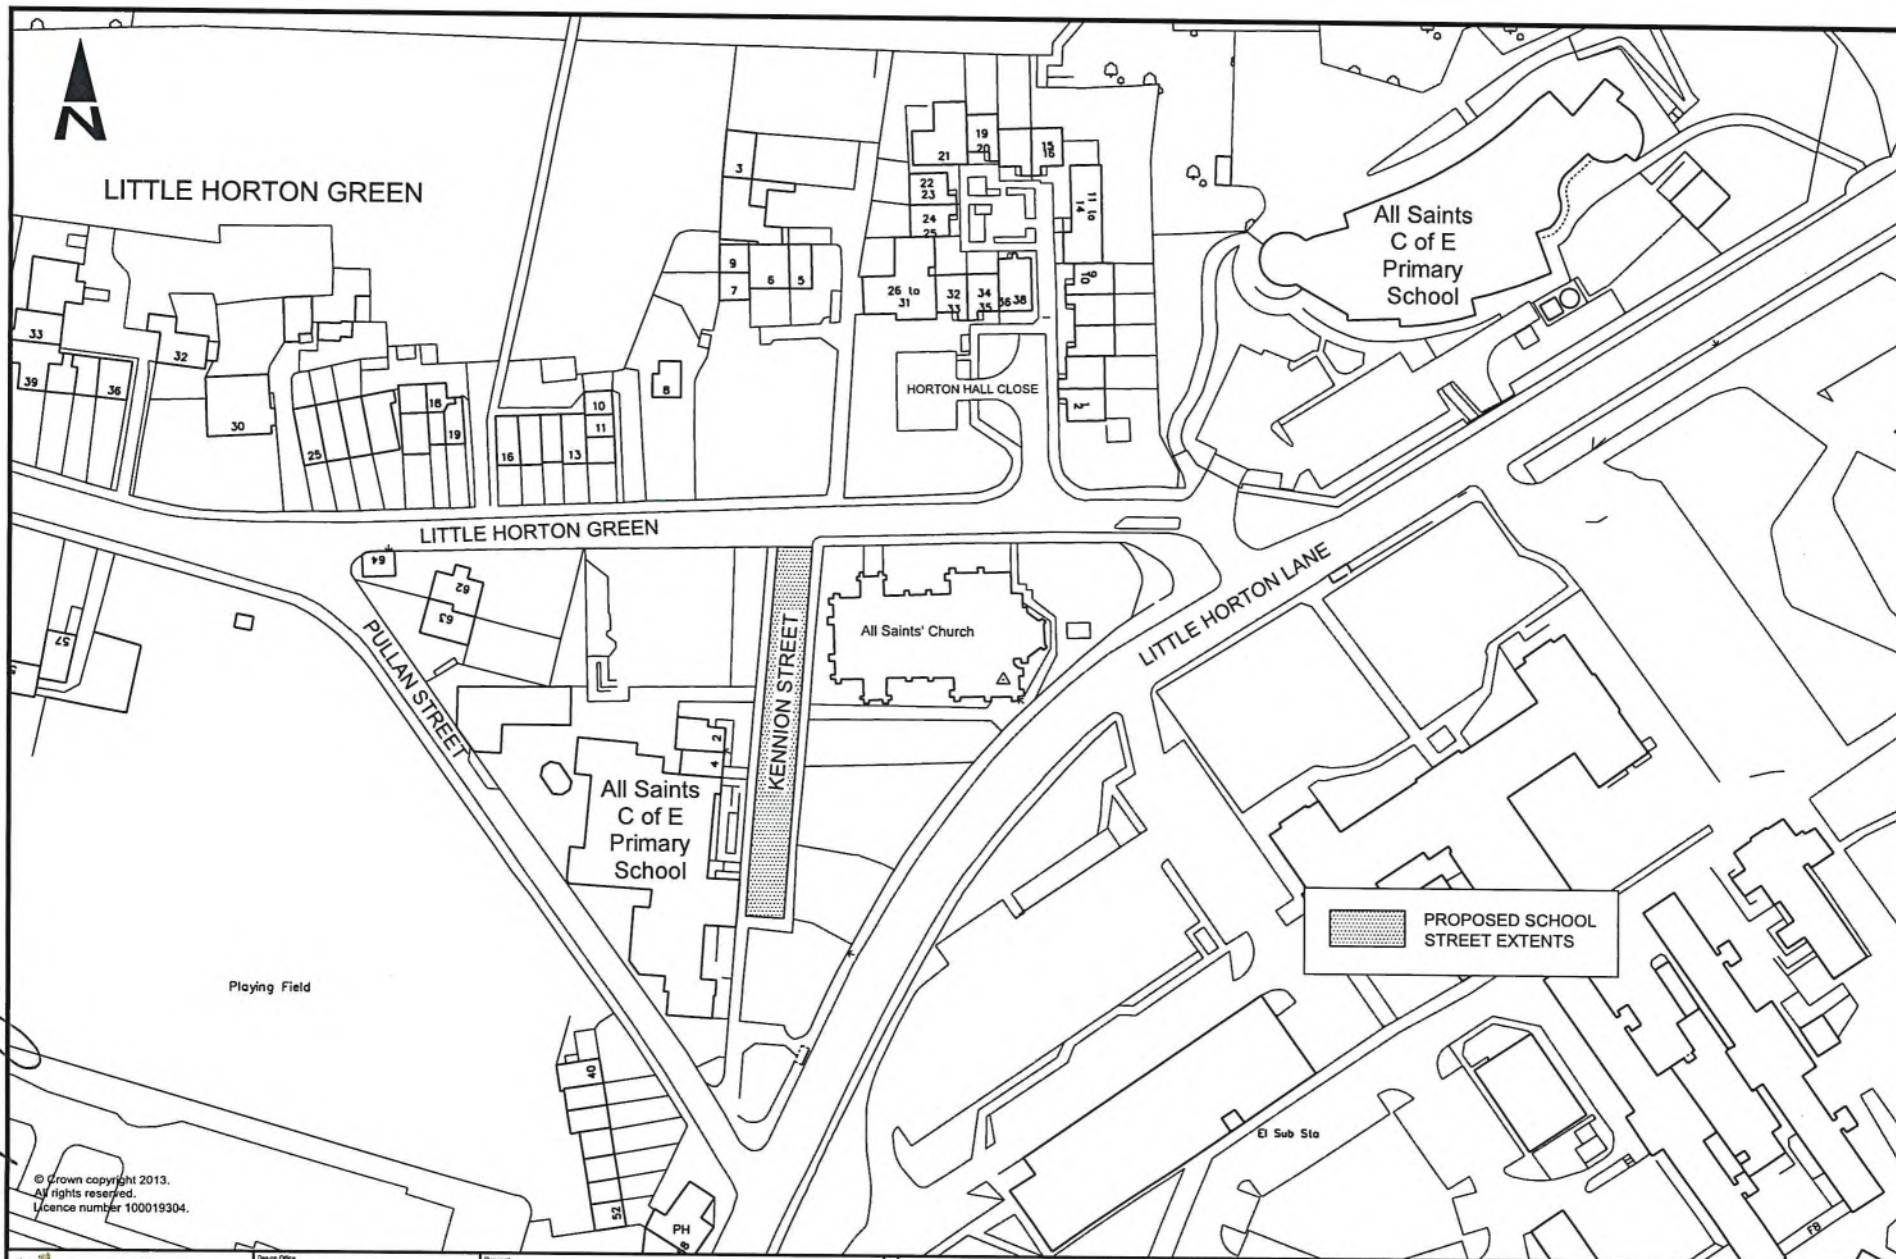 N
LITTLE HORTON GREEN
3
21
19
20
15
16
22
23
24
25
11 to
14
All Saints
C of E
Primary
School
9
7
6
5
26 to
31
32
33
34
35
36
38
9
10
33
32
39
36
30
25
18
19
16
13
10
11
8
HORTON HALL CLOSE
1
2
LITTLE HORTON GREEN
64
62
63
57
PULLAN STREET
KENNION STREET
All Saints' Church
LITTLE HORTON LANE
2
4
All Saints
C of E
Primary
School
PROPOSED SCHOOL
STREET EXTENTS
Playing Field
40
52
PH
El Sub Sta
FB
© Crown copyright 2013.
All rights reserved.
Licence number 100019304.